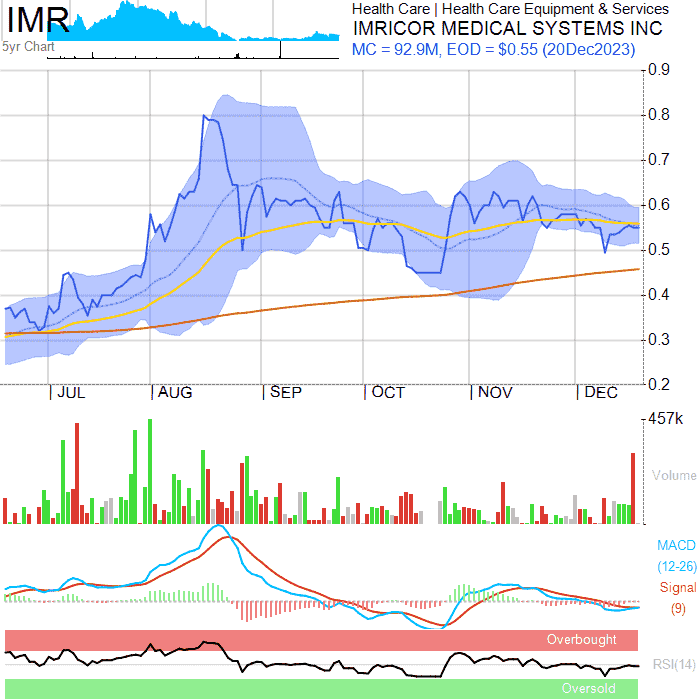 IMR
5yr Chart
Health Care | Health Care Equipment & Services
IMRICOR MEDICAL SYSTEMS INC
MC = 92.9M, EOD = $0.55 (20Dec2023)
0.9
0.8
0.7
0.6
0.5
0.4
0.3
0.2
JUL AUG SEP OCT NOV DEC
457k
Volume
MACD
(12-26)
Signal
(9)
Overbought
RSI(14)
Oversold